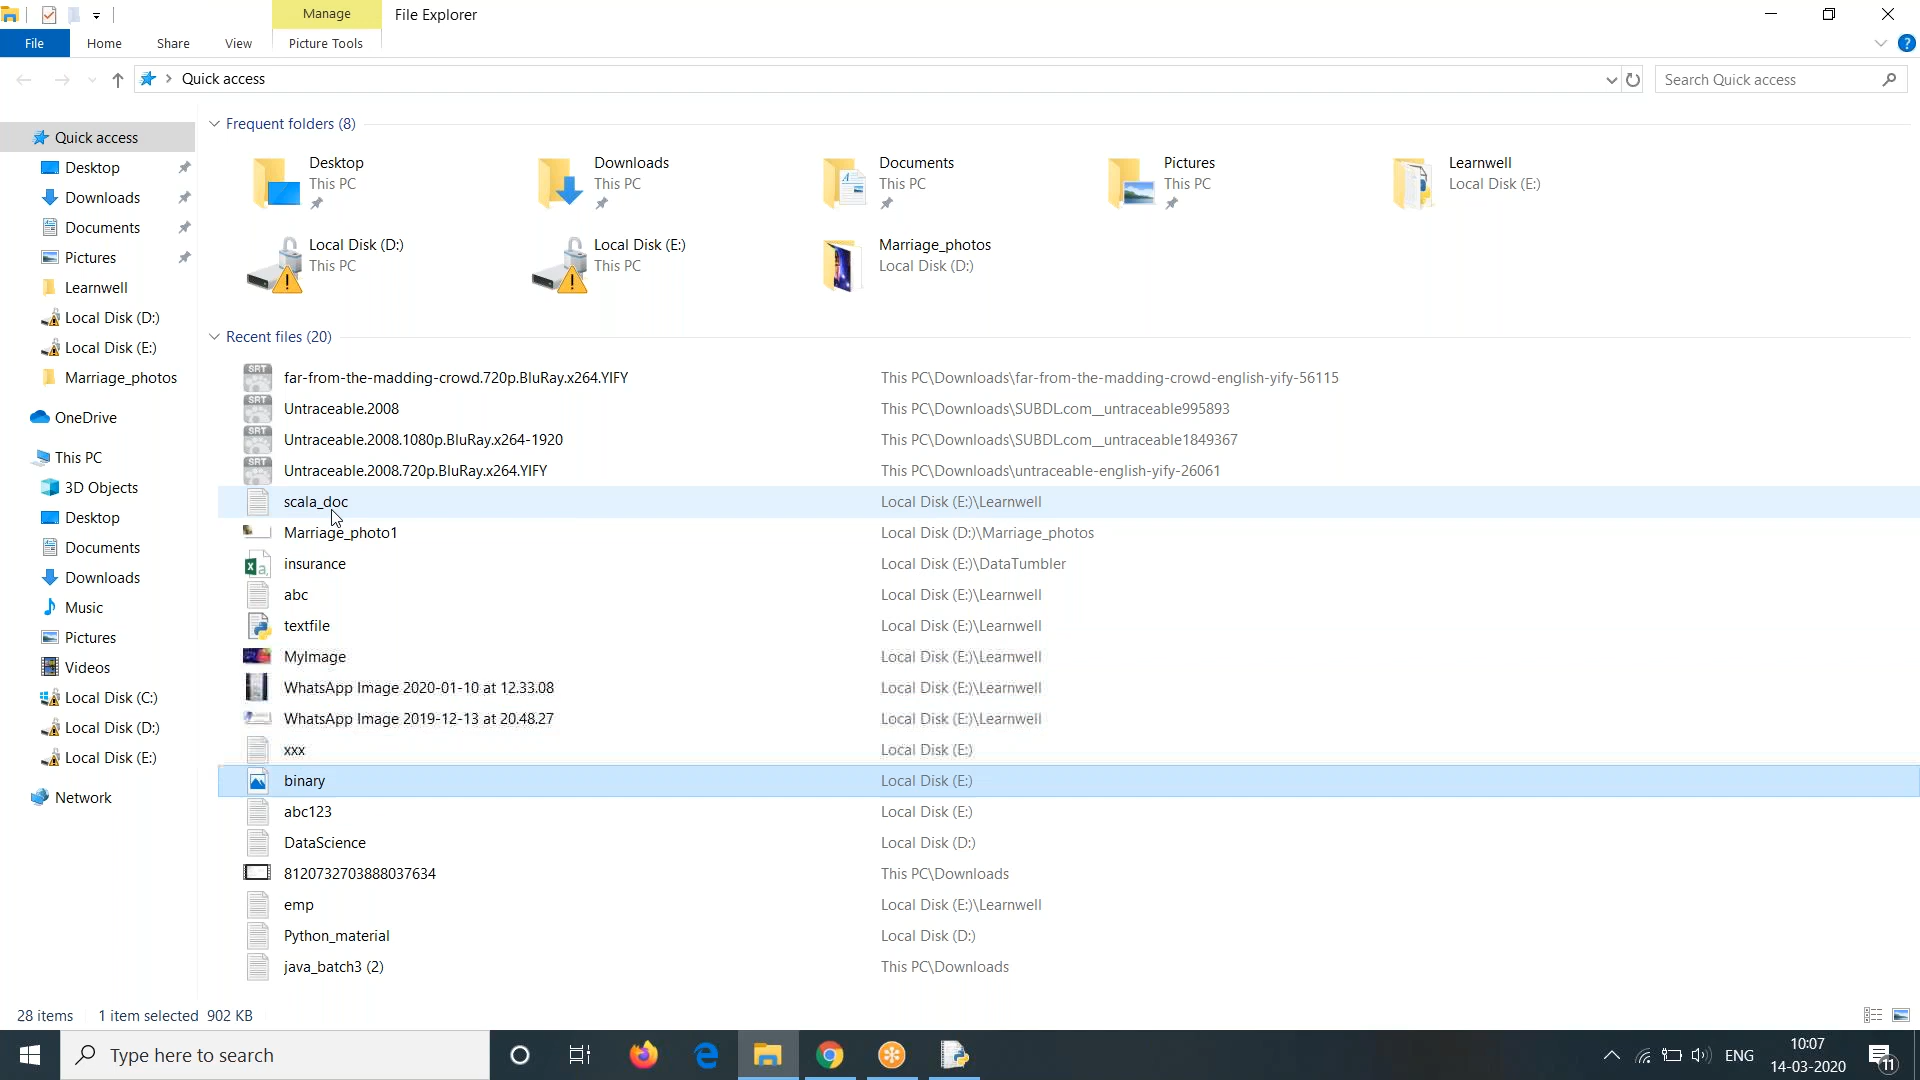 Manage
File Explorer
File
Home
Share
View
Picture Tools
?
Quick access
Search Quick access
Quick access
Desktop
Downloads
Documents
Pictures
Learnwell
Local Disk (D:)
Local Disk (E:)
Marriage_photos
OneDrive
This PC
3D Objects
Desktop
Documents
Downloads
Music
Pictures
Videos
Local Disk (C:)
Local Disk (D:)
Local Disk (E:)
Network
Frequent folders (8)
Desktop
This PC
Downloads
This PC
Documents
This PC
Pictures
This PC
Learnwell
Local Disk (E:)
Local Disk (D:)
This PC
Local Disk (E:)
This PC
Marriage_photos
Local Disk (D:)
Recent files (20)
SRT far-from-the-madding-crowd.720p.BluRay.x264.YIFY This PC\Downloads\far-from-the-madding-crowd-english-yify-56115
SRT Untraceable.2008 This PC\Downloads\SUBDL.com__untraceable995893
SRT Untraceable.2008.1080p.BluRay.x264-1920 This PC\Downloads\SUBDL.com__untraceable1849367
SRT Untraceable.2008.720p.BluRay.x264.YIFY This PC\Downloads\untraceable-english-yify-26061
scala_doc Local Disk (E:)\Learnwell
Marriage_photo1 Local Disk (D:)\Marriage_photos
insurance Local Disk (E:)\DataTumbler
abc Local Disk (E:)\Learnwell
textfile Local Disk (E:)\Learnwell
MyImage Local Disk (E:)\Learnwell
WhatsApp Image 2020-01-10 at 12.33.08 Local Disk (E:)\Learnwell
WhatsApp Image 2019-12-13 at 20.48.27 Local Disk (E:)\Learnwell
xxx Local Disk (E:)
binary Local Disk (E:)
abc123 Local Disk (E:)
DataScience Local Disk (D:)
8120732703888037634 This PC\Downloads
emp Local Disk (E:)\Learnwell
Python_material Local Disk (D:)
java_batch3 (2) This PC\Downloads
28 items 1 item selected 902 KB
Type here to search
ENG
10:07
14-03-2020
11